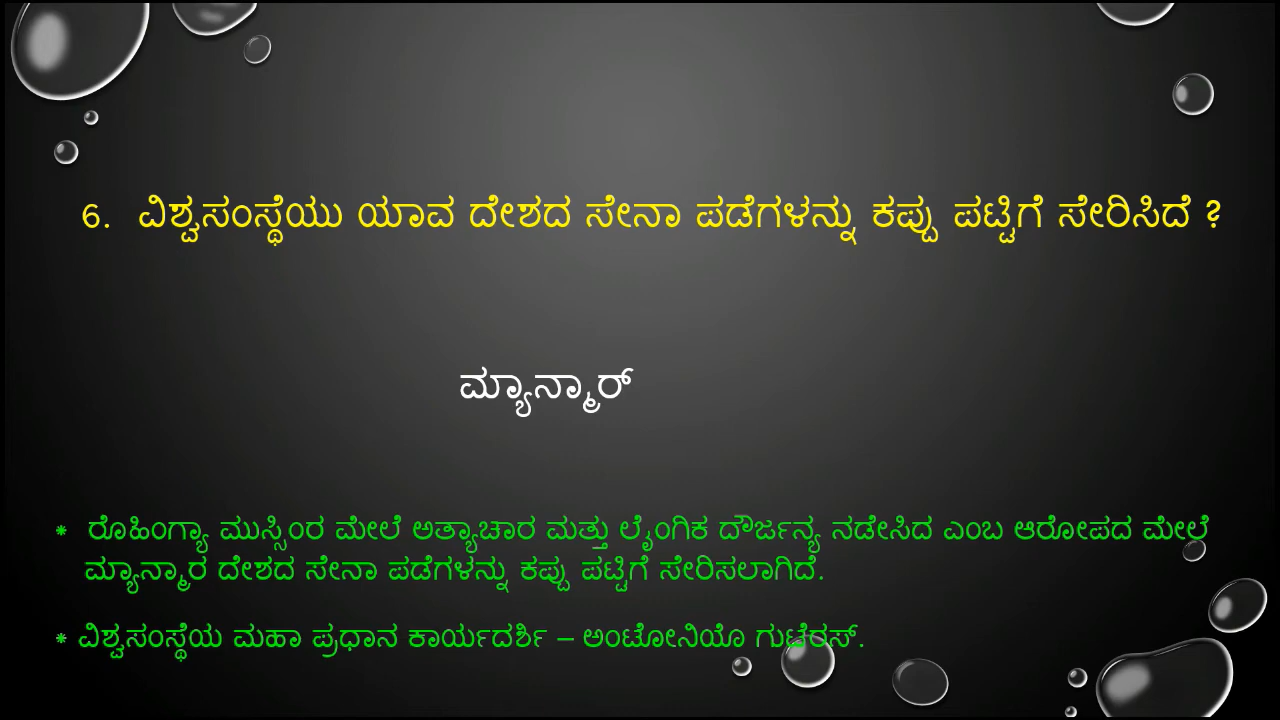 6. ವಿಶ್ವಸಂಸ್ಥೆಯು ಯಾವ ದೇಶದ ಸೇನಾ ಪಡೆಗಳನ್ನು ಕಪ್ಪು ಪಟ್ಟಿಗೆ ಸೇರಿಸಿದೆ ?
ಮ್ಯಾನ್ಮಾರ್
* ರೊಹಿಂಗ್ಯಾ ಮುಸ್ಸಿಂರ ಮೇಲೆ ಅತ್ಯಾಚಾರ ಮತ್ತು ಲೈಂಗಿಕ ದೌರ್ಜನ್ಯ ನಡೇಸಿದ ಎಂಬ ಆರೋಪದ ಮೇಲೆ
ಮ್ಯಾನ್ಮಾರ ದೇಶದ ಸೇನಾ ಪಡೆಗಳನ್ನು ಕಪ್ಪು ಪಟ್ಟಿಗೆ ಸೇರಿಸಲಾಗಿದೆ.
* ವಿಶ್ವಸಂಸ್ಥೆಯ ಮಹಾ ಪ್ರಧಾನ ಕಾರ್ಯದರ್ಶಿ – ಅಂಟೋನಿಯೊ ಗುಟೆರಸ್.